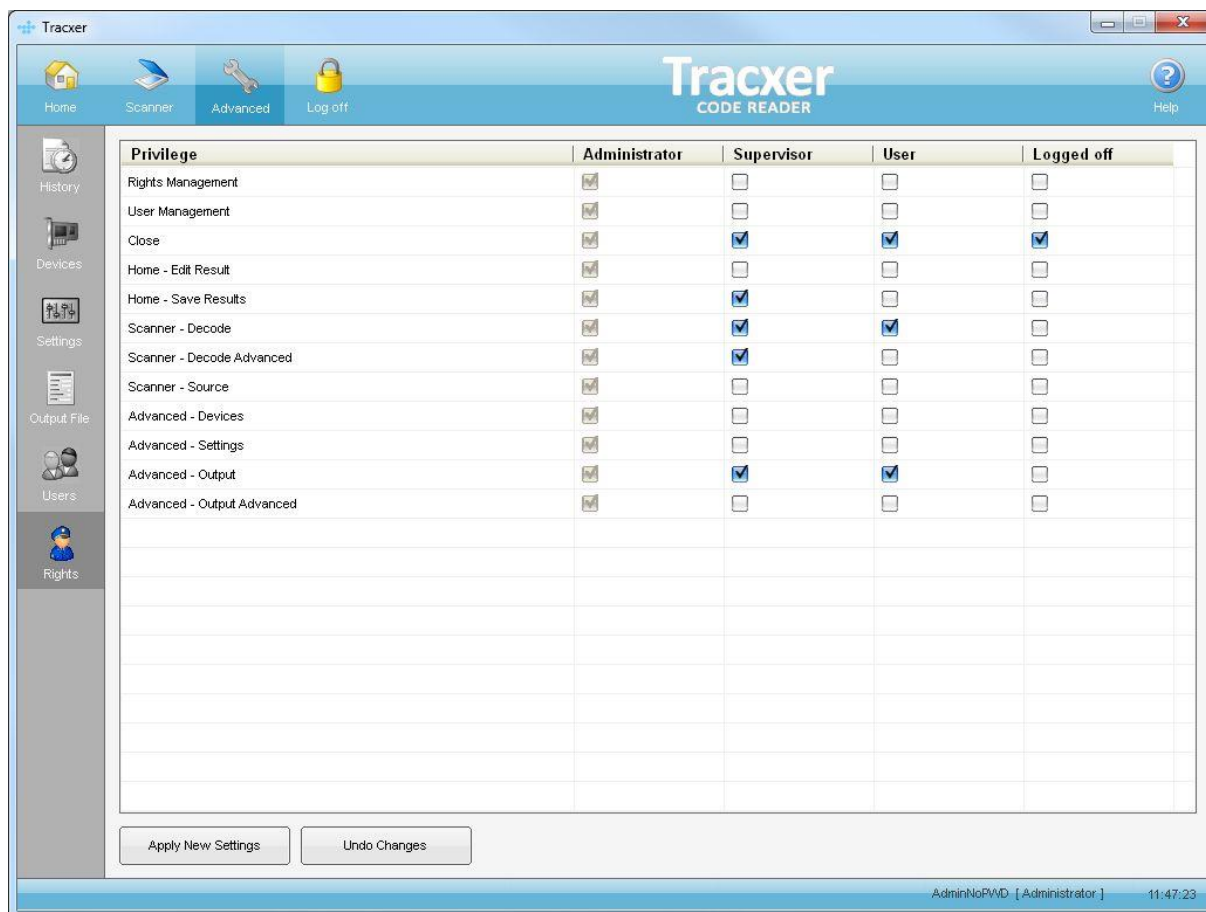 Tracxer
Home
Scanner
Advanced
Log off
Tracxer
CODE READER
Help
History
Devices
Settings
Output File
Users
Rights
Privilege Administrator Supervisor User Logged off
Rights Management
User Management
Close
Home - Edit Result
Home - Save Results
Scanner - Decode
Scanner - Decode Advanced
Scanner - Source
Advanced - Devices
Advanced - Settings
Advanced - Output
Advanced - Output Advanced
Apply New Settings
Undo Changes
AdminNoPWD [ Administrator ] 11:47:23